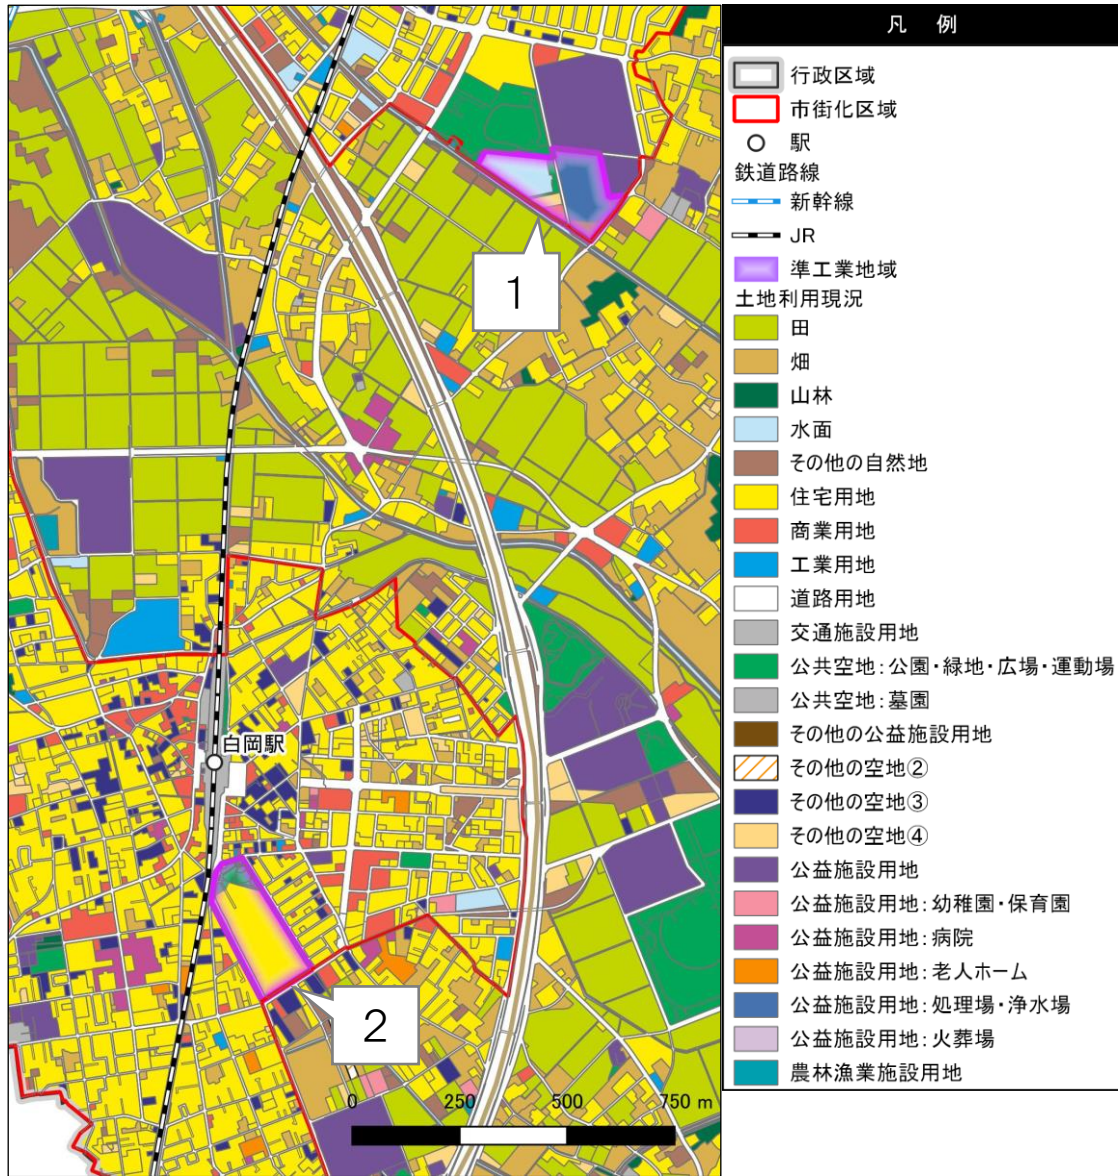 1
白岡駅
2
0 250 500 750 m
凡 例
行政区域
市街化区域
駅
鉄道路線
新幹線
JR
準工業地域
土地利用現況
田
畑
山林
水面
その他の自然地
住宅用地
商業用地
工業用地
道路用地
交通施設用地
公共空地:公園・緑地・広場・運動場
公共空地:墓園
その他の公益施設用地
その他の空地②
その他の空地③
その他の空地④
公益施設用地
公益施設用地:幼稚園・保育園
公益施設用地:病院
公益施設用地:老人ホーム
公益施設用地:処理場・浄水場
公益施設用地:火葬場
農林漁業施設用地